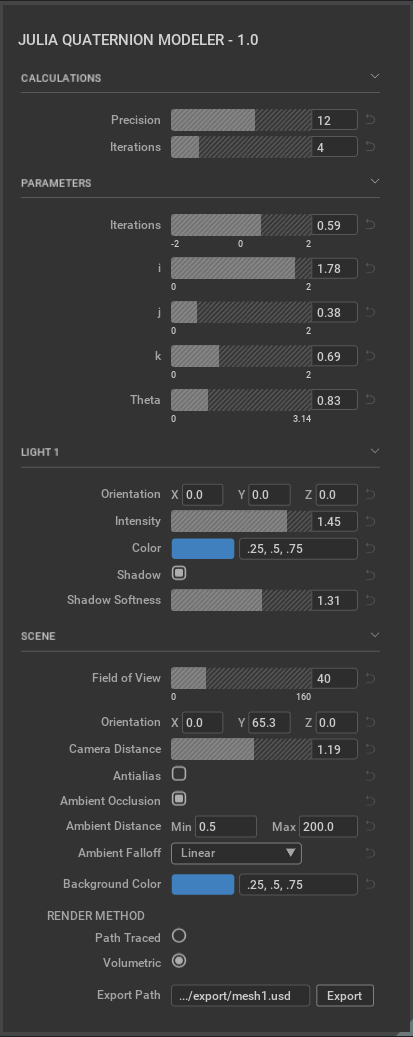 JULIA QUATERNION MODELER - 1.0
CALCULATIONS
Precision 12
Iterations 4
PARAMETERS
Iterations 0.59
-2 0 2
i 1.78
0 2
j 0.38
0 2
k 0.69
0 2
Theta 0.83
0 3.14
LIGHT 1
Orientation X 0.0 Y 0.0 Z 0.0
Intensity 1.45
Color .25, .5, .75
Shadow
Shadow Softness 1.31
SCENE
Field of View 40
0 160
Orientation X 0.0 Y 65.3 Z 0.0
Camera Distance 1.19
Antialias
Ambient Occlusion
Ambient Distance Min 0.5 Max 200.0
Ambient Falloff Linear
Background Color .25, .5, .75
RENDER METHOD
Path Traced
Volumetric
Export Path .../export/mesh1.usd Export